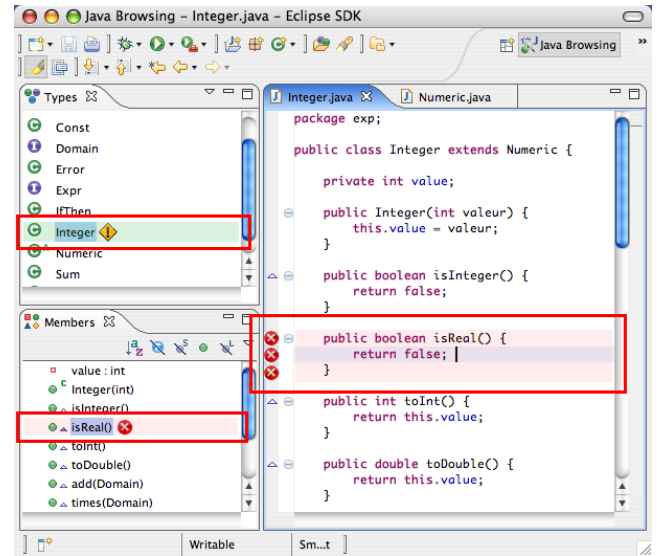 Java Browsing - Integer.java - Eclipse SDK
Java Browsing
»
Types
Const
Domain
Error
Expr
IfThen
Integer
Numeric
Sum
Members
value : int
Integer(int)
isInteger()
isReal()
toInt()
toDouble()
add(Domain)
times(Domain)
Integer.java
Numeric.java
package exp;
public class Integer extends Numeric {
private int value;
public Integer(int valeur) {
this.value = valeur;
}
public boolean isInteger() {
return false;
}
public boolean isReal() {
return false;
}
public int toInt() {
return this.value;
}
public double toDouble() {
return this.value;
}
Writable
Sm...t